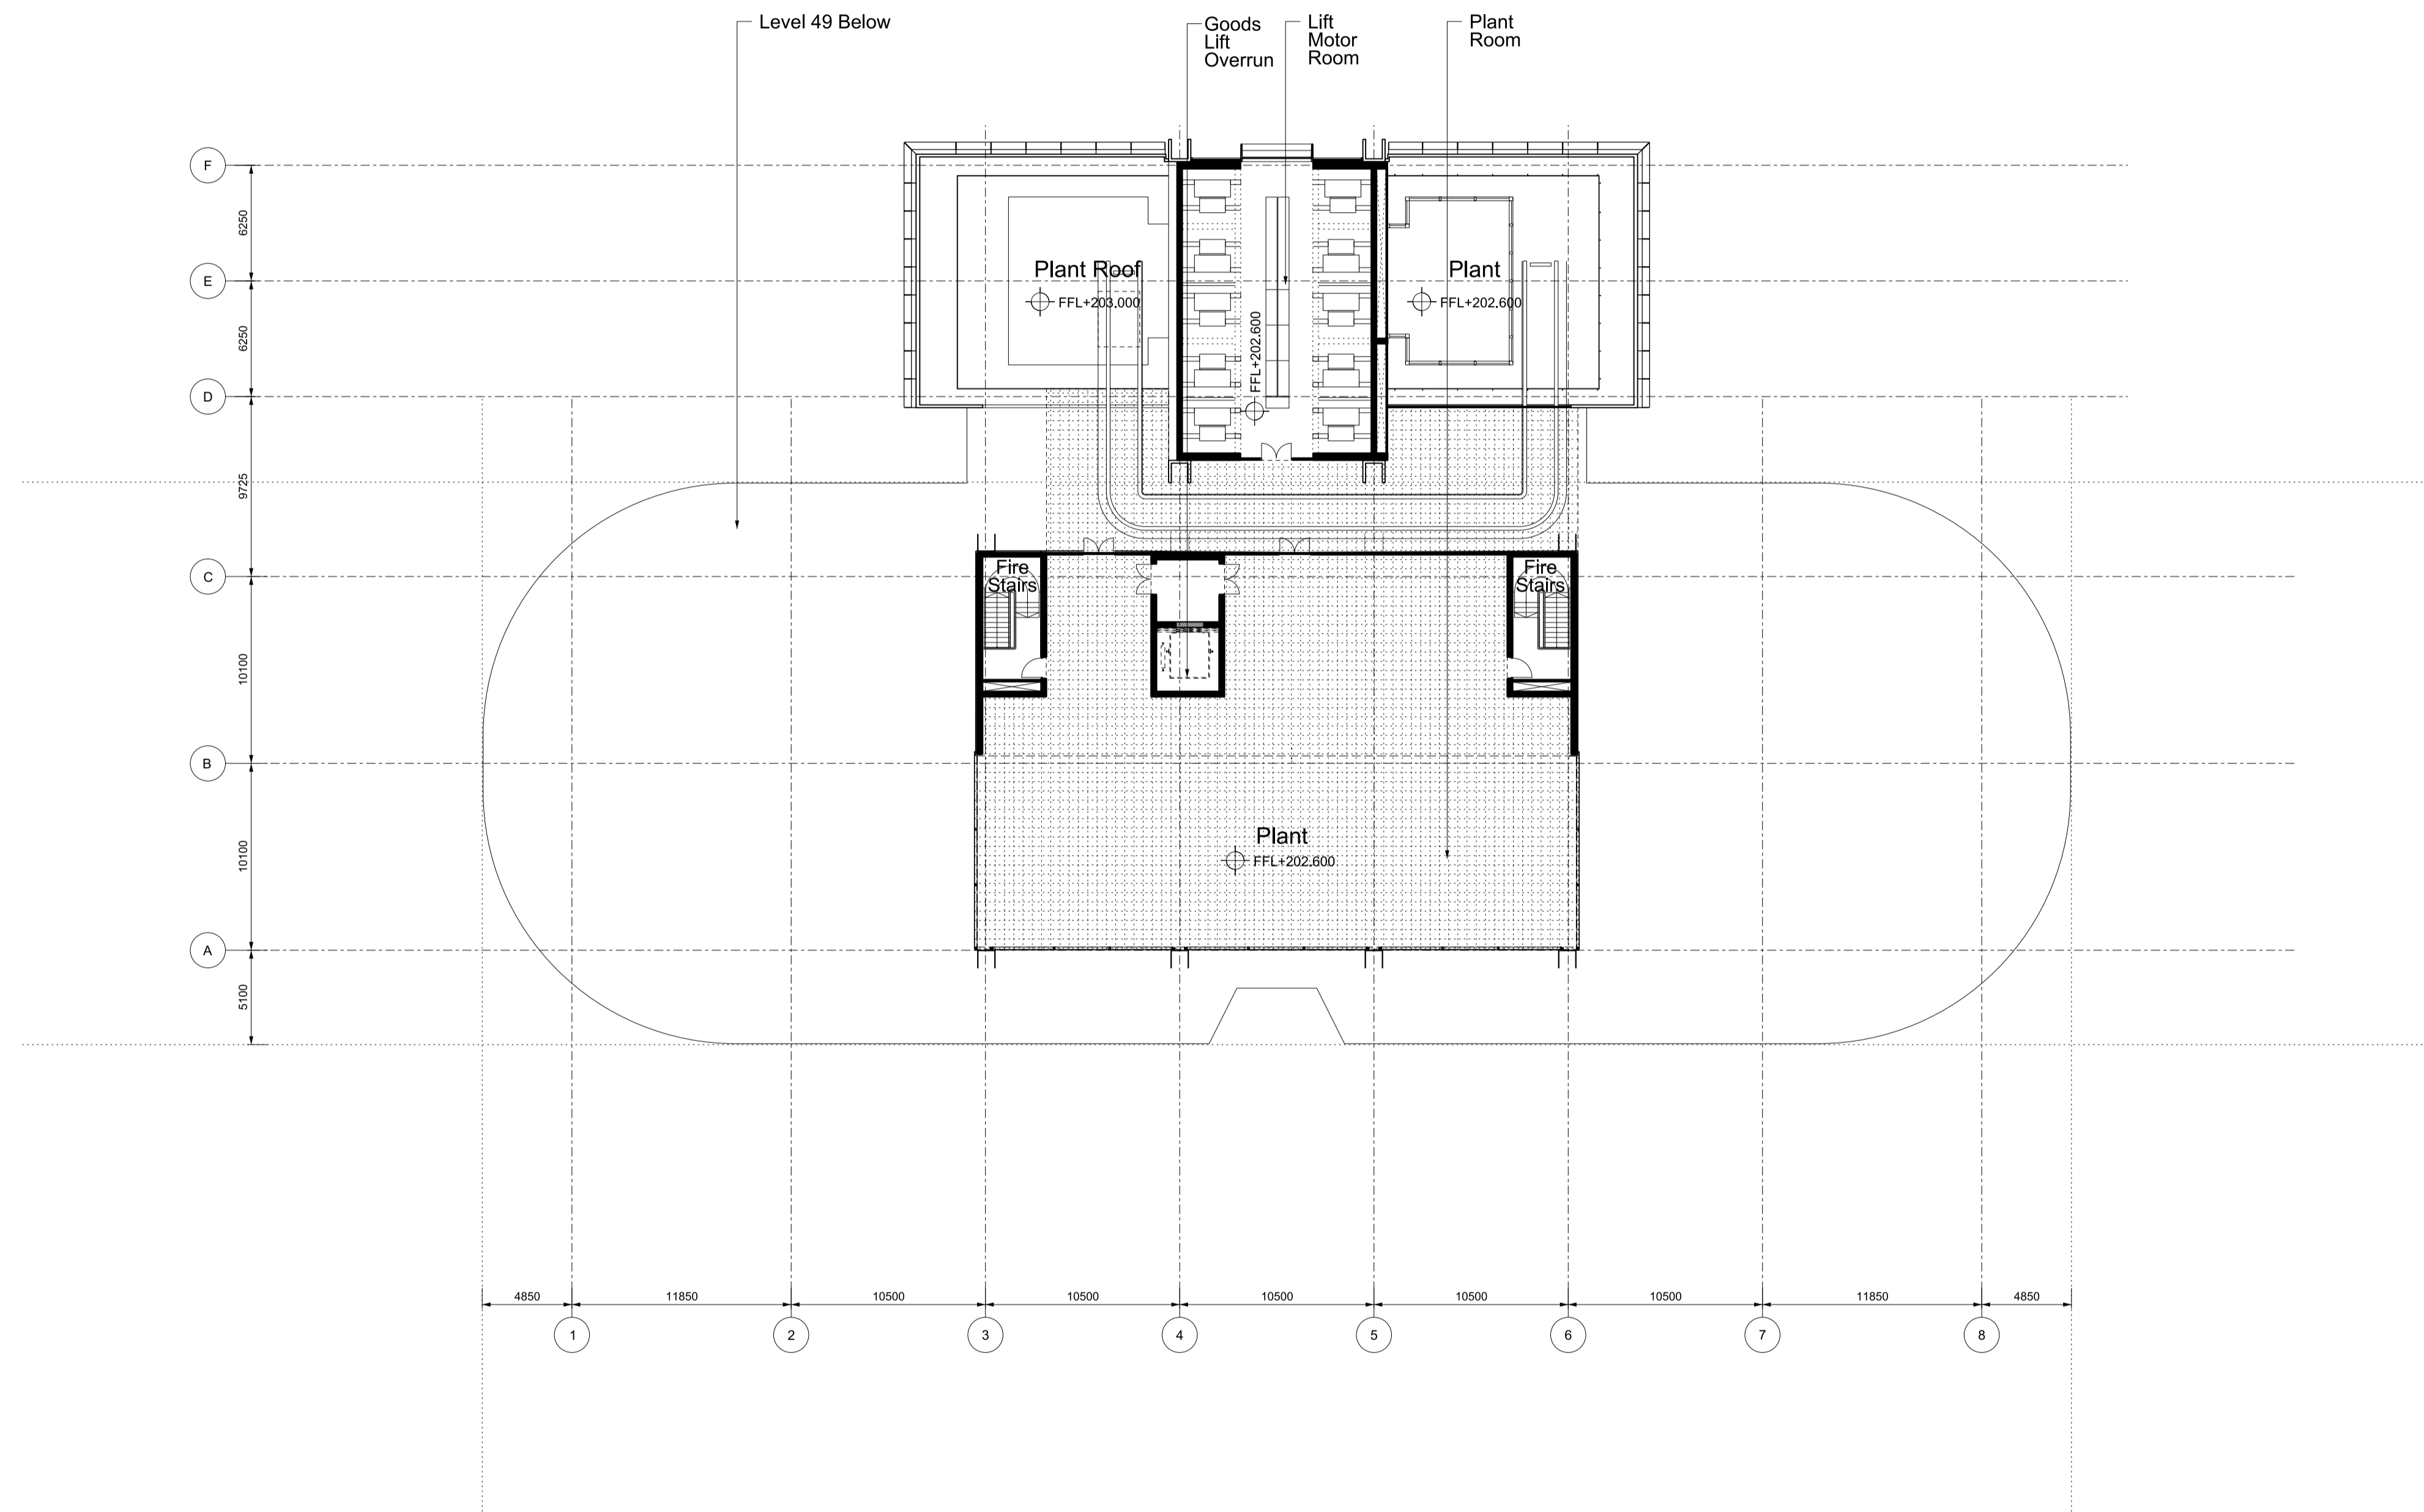 Level 49 Below
Goods
Lift
Overrun
Lift
Motor
Room
Plant
Room
F
6250
E
6250
D
9725
C
10100
B
10100
A
5100
Plant Roof
FFL+203.000
FFL+202.600
Plant
FFL+202.600
Fire
Stairs
Fire
Stairs
Plant
FFL+202.600
4850
11850
10500
10500
10500
10500
10500
11850
4850
1
2
3
4
5
6
7
8